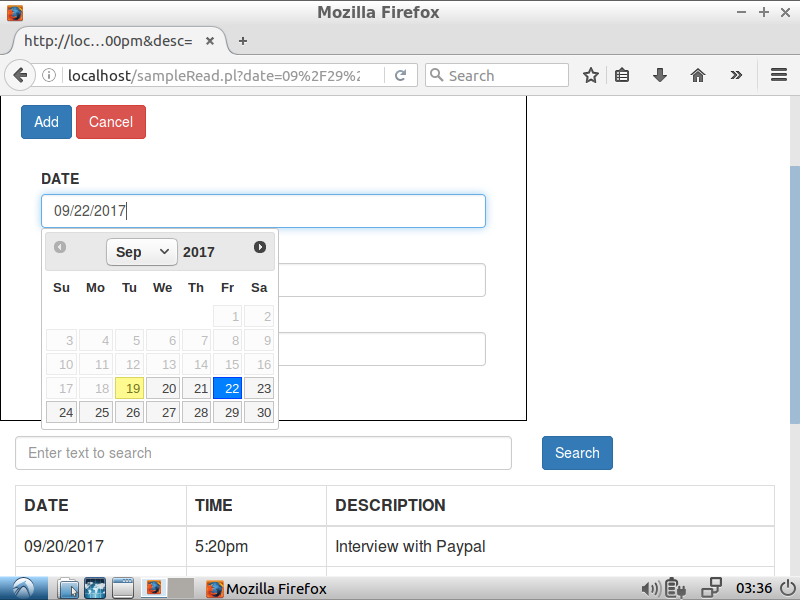 Mozilla Firefox
http://loc...00pm&desc=
localhost/sampleRead.pl?date=09%2F29%2
Search
Add Cancel
DATE
09/22/2017
Sep 2017
Su Mo Tu We Th Fr Sa
1 2
3 4 5 6 7 8 9
10 11 12 13 14 15 16
17 18 19 20 21 22 23
24 25 26 27 28 29 30
Enter text to search Search
DATE TIME DESCRIPTION
09/20/2017 5:20pm Interview with Paypal
Mozilla Firefox 03:36